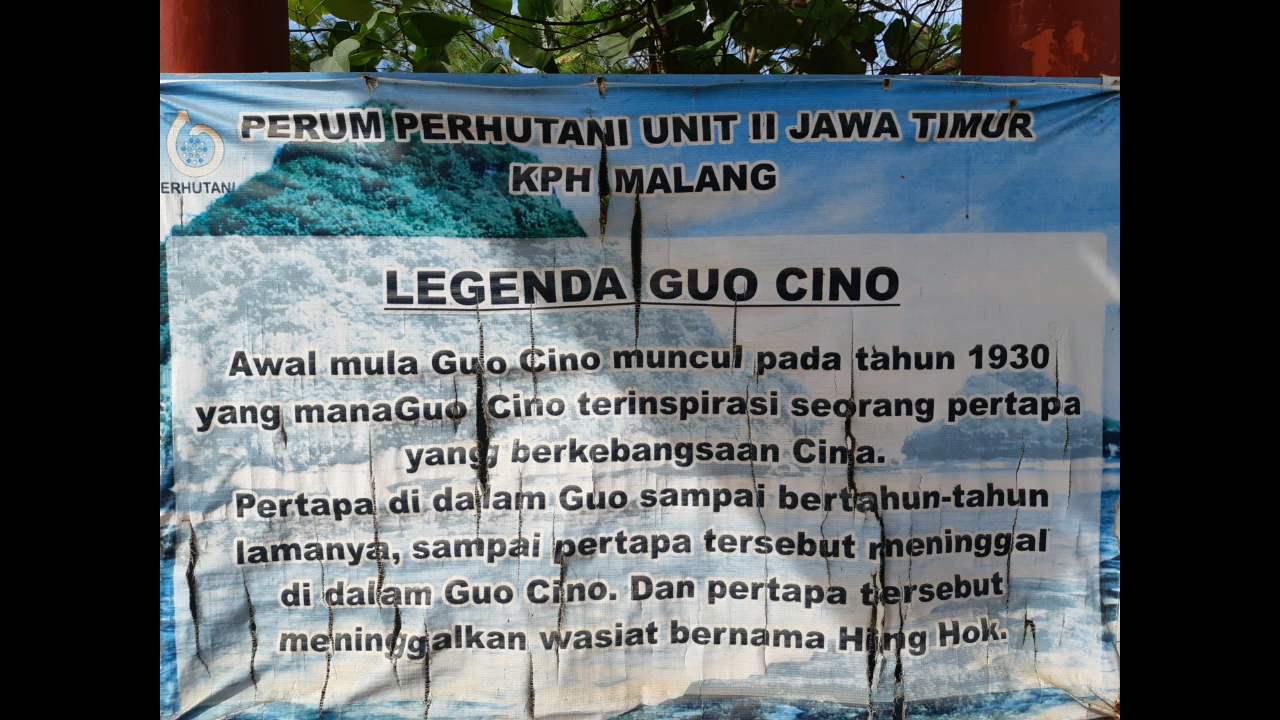 PERUM PERHUTANI UNIT II JAWA TIMUR
KPH MALANG
ERHUTANI
LEGENDA GUO CINO
Awal mula Guo Cino muncul pada tahun 1930
yang manaGuo Cino terinspirasi seorang pertapa
yang berkebangsaan Cina.
Pertapa di dalam Guo sampai bertahun-tahun
lamanya, sampai pertapa tersebut meninggal
di dalam Guo Cino. Dan pertapa tersebut
meninggalkan wasiat bernama Hok.